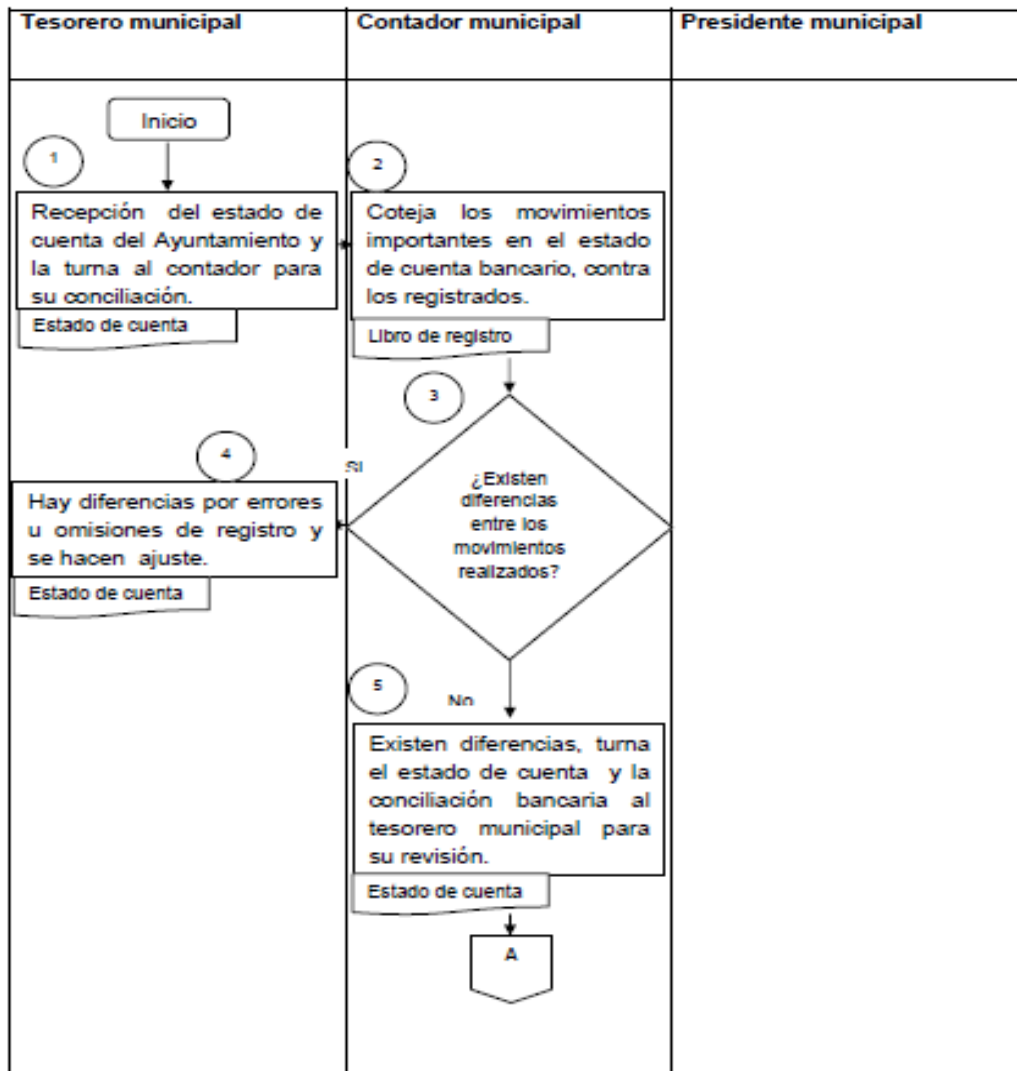 Tesorero municipal
Contador municipal
Presidente municipal
Inicio
1
Recepción del estado de
cuenta del Ayuntamiento y
la turna al contador para
su conciliación.
Estado de cuenta
2
Coteja los movimientos
importantes en el estado
de cuenta bancario, contra
los registrados.
Libro de registro
3
¿Existen
diferencias
entre los
movimientos
realizados?
Si
4
Hay diferencias por errores
u omisiones de registro y
se hacen ajuste.
Estado de cuenta
No
5
Existen diferencias, turna
el estado de cuenta y la
conciliación bancaria al
tesorero municipal para
su revisión.
Estado de cuenta
A